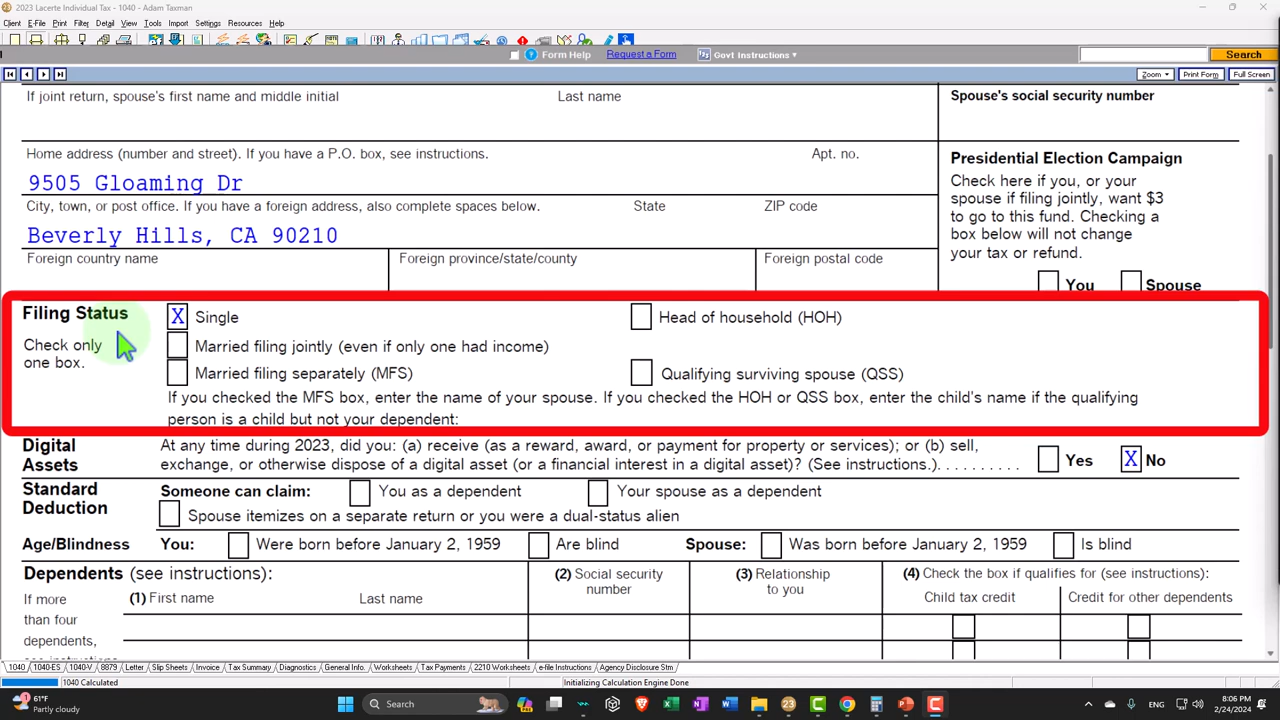 2023 Lacerte Individual Tax - 1040 - Adam Taxman
Client E-File Print Filter Detail View Tools Import Settings Resources Help
Form Help Request a Form Govt Instructions Search
Zoom Print Form Full Screen
If joint return, spouse's first name and middle initial Last name Spouse's social security number
Home address (number and street). If you have a P.O. box, see instructions. Apt. no.
9505 Gloaming Dr
City, town, or post office. If you have a foreign address, also complete spaces below. State ZIP code
Beverly Hills, CA 90210
Foreign country name Foreign province/state/county Foreign postal code
Presidential Election Campaign
Check here if you, or your
spouse if filing jointly, want $3
to go to this fund. Checking a
box below will not change
your tax or refund.
You Spouse
Filing Status X Single Head of household (HOH)
Check only
one box.
Married filing jointly (even if only one had income)
Married filing separately (MFS) Qualifying surviving spouse (QSS)
If you checked the MFS box, enter the name of your spouse. If you checked the HOH or QSS box, enter the child's name if the qualifying
person is a child but not your dependent:
Digital
Assets
At any time during 2023, did you: (a) receive (as a reward, award, or payment for property or services); or (b) sell,
exchange, or otherwise dispose of a digital asset (or a financial interest in a digital asset)? (See instructions.). . . . . . . . . . Yes X No
Standard
Deduction
Someone can claim: You as a dependent Your spouse as a dependent
Spouse itemizes on a separate return or you were a dual-status alien
Age/Blindness You: Were born before January 2, 1959 Are blind Spouse: Was born before January 2, 1959 Is blind
Dependents (see instructions):
If more
than four
dependents,
see instructions
(1) First name Last name
(2) Social security
number
(3) Relationship
to you
(4) Check the box if qualifies for (see instructions):
Child tax credit Credit for other dependents
1040 1040-ES 1040-V 8879 Letter Slip Sheets Invoice Tax Summary Diagnostics General Info. Worksheets Tax Payments 2210 Worksheets e-file Instructions Agency Disclosure Stm
1040 Calculated Initializing Calculation Engine Done
61°F
Partly cloudy
Search
ENG
8:06 PM
2/24/2024